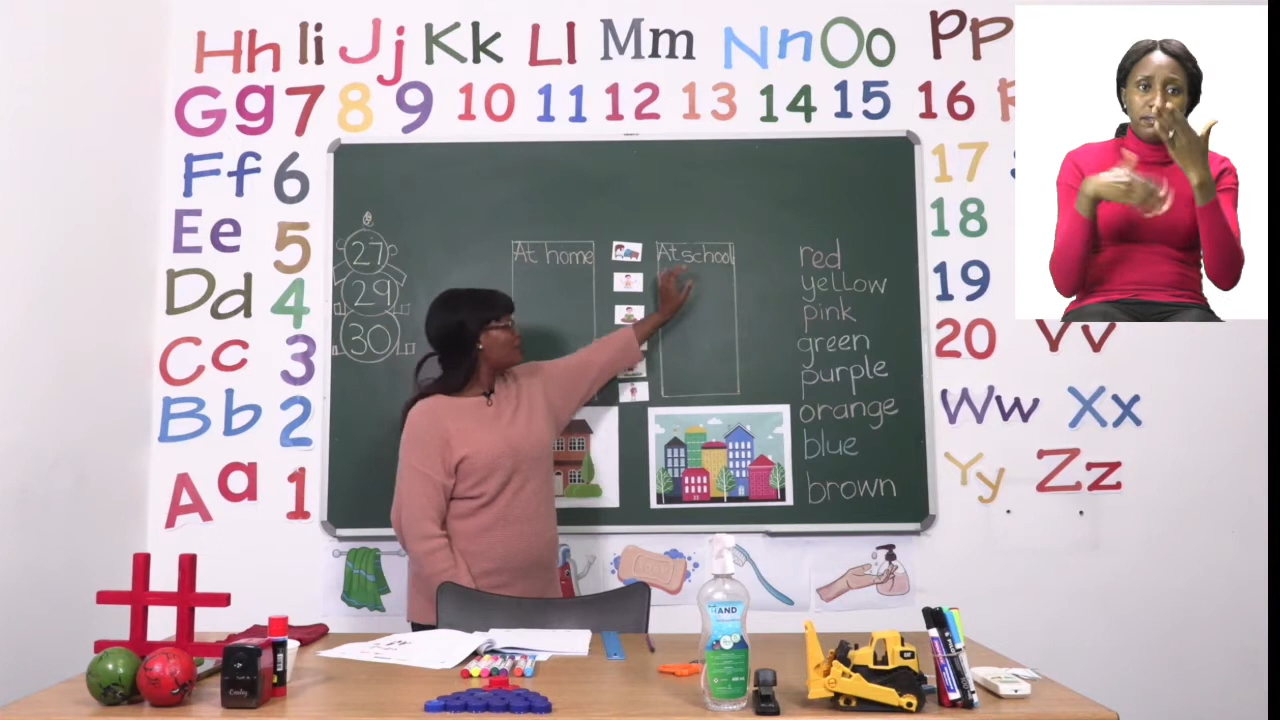 Hh Ii Jj Kk Ll Mm Nn Oo Pp
Gg 7 8 9 10 11 12 13 14 15 16
Ff 6
Ee 5
Dd 4
Cc 3
Bb 2
Aa 1
17
18
19
20 Vv
Ww Xx
Yy Zz
27
29
30
At home
At school
red
yellow
pink
green
purple
orange
blue
brown
HAND
CAT